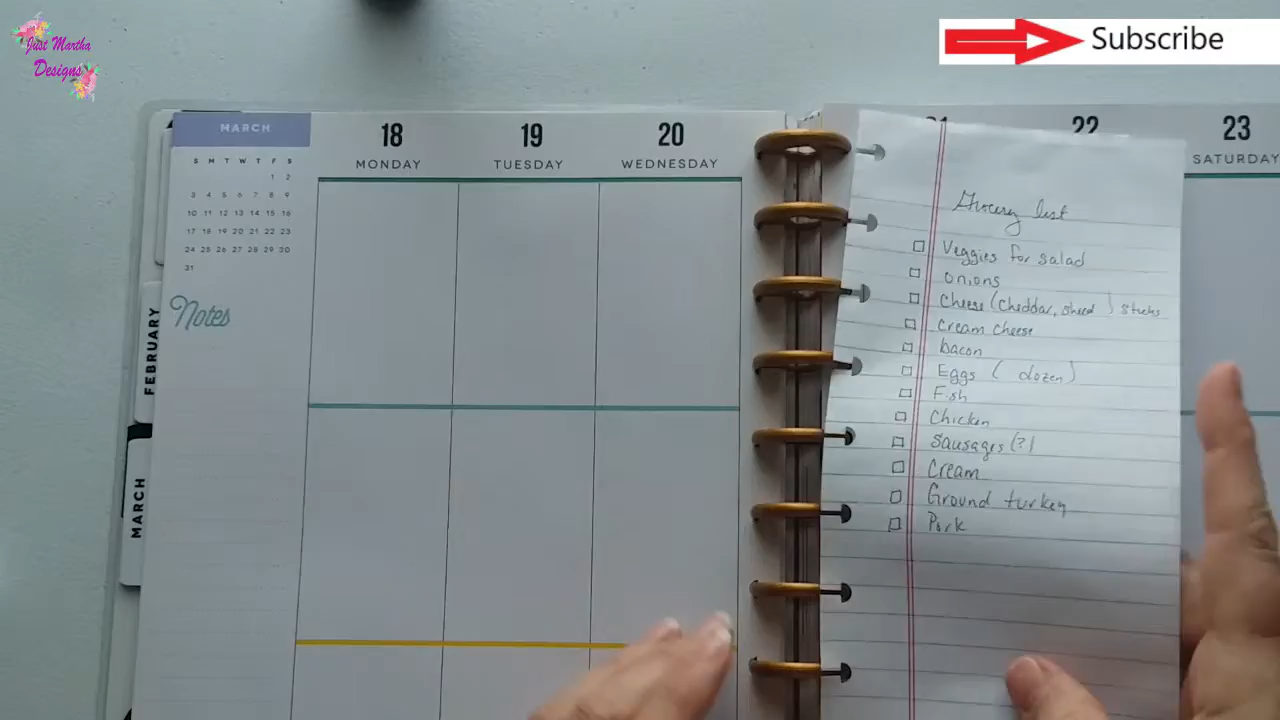 Just Martha
Designs
Subscribe
MARCH
S M T W T F S
1 2
3 4 5 6 7 8 9
10 11 12 13 14 15 16
17 18 19 20 21 22 23
24 25 26 27 28 29 30
31
Notes
FEBRUARY
MARCH
18
MONDAY
19
TUESDAY
20
WEDNESDAY
22
23
SATURDAY
Grocery list
Veggies for salad
onions
Cheese (Cheddar, ) sticks
Cream cheese
bacon
Eggs ( dozen)
Fish
Chicken
Sausages (?)
Cream
Ground turkey
Pork